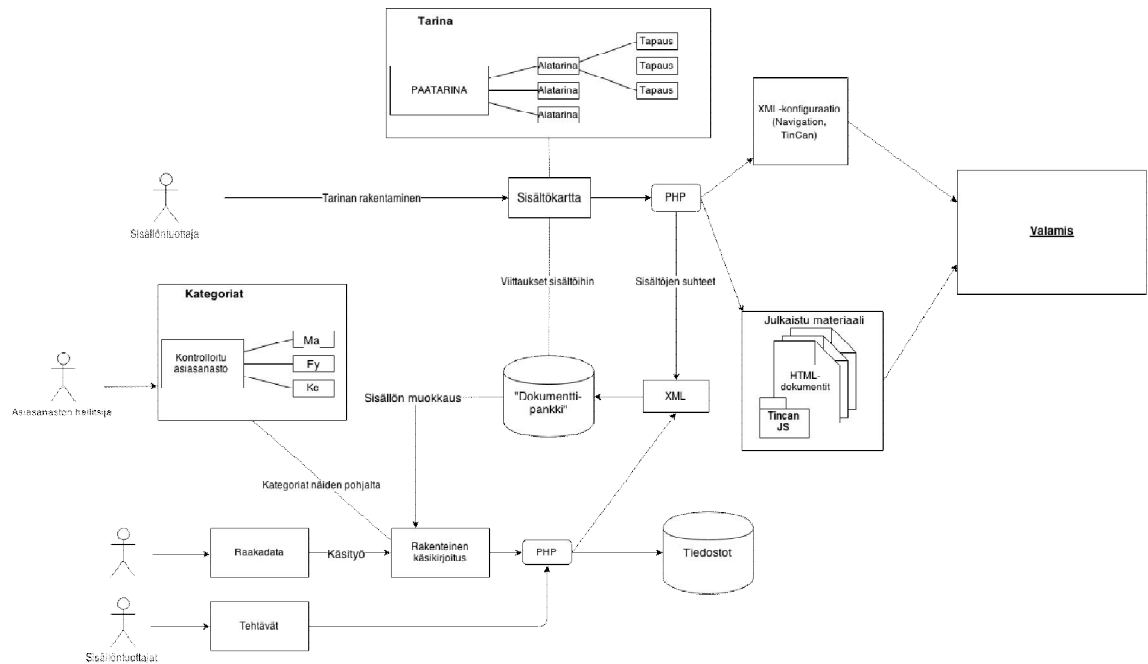 Tarina
Tapaus
Alatarina
Tapaus
PÄÄTARINA
Alatarina
Tapaus
Alatarina
XML-konfiguraatio
(Navigation,
TinCan)
Tarinan rakentaminen
Sisältökartta
PHP
Sisällöntuottaja
Valamis
Viittaukset sisältöihin
Sisältöjen suhteet
Kategoriat
Kontrolloitu
asiasanasto
Ma
Fy
Ke
Asiasanaston hallitsija
Julkaistu materiaali
HTML-
dokumentit
Tincan
JS
Sisällön muokkaus
"Dokumentti-
pankki"
XML
Kategoriat näiden pohjalta
Raakadata
Käsityö
Rakenteinen
käsikirjoitus
PHP
Tiedostot
Tehtävät
Sisällöntuottajat